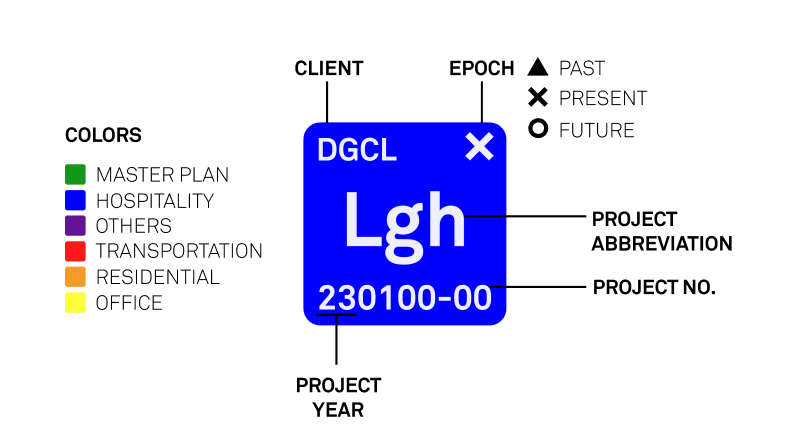 CLIENT
EPOCH
PAST
PRESENT
FUTURE
COLORS
MASTER PLAN
HOSPITALITY
OTHERS
TRANSPORTATION
RESIDENTIAL
OFFICE
DGCL
Lgh
230100-00
PROJECT
ABBREVIATION
PROJECT NO.
PROJECT
YEAR